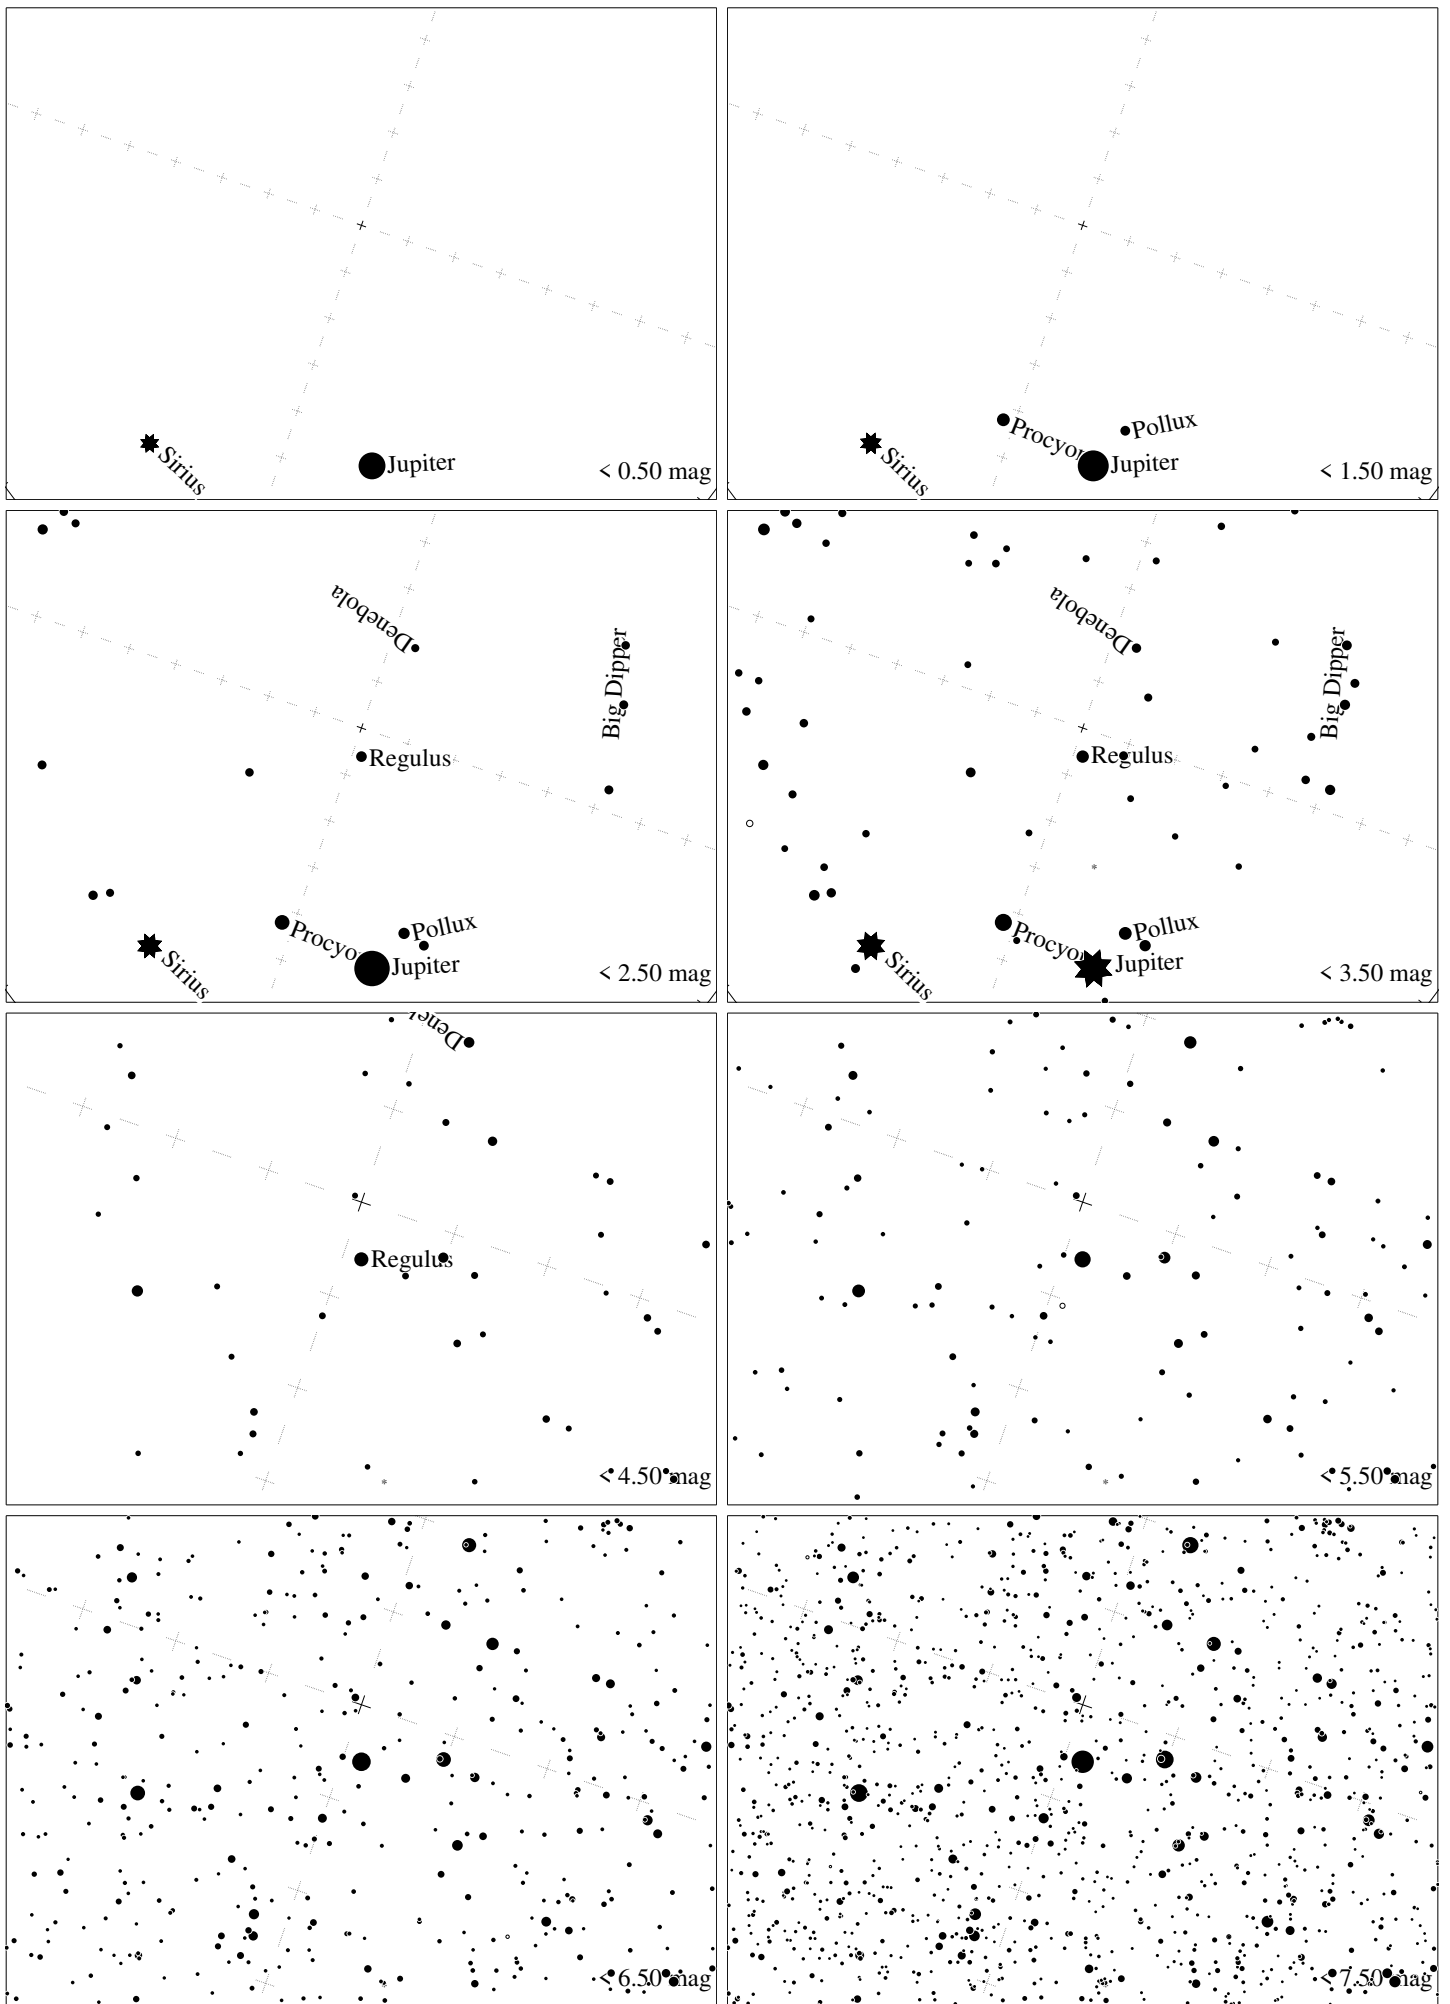 Sirius
Jupiter
< 0.50 mag
Procyon
Pollux
Sirius
Jupiter
< 1.50 mag
Denebola
Big Dipper
Regulus
Procyon
Pollux
Sirius
Jupiter
< 2.50 mag
Denebola
Big Dipper
Regulus
Procyon
Pollux
Sirius
Jupiter
< 3.50 mag
Dene
Regulus
< 4.50 mag
< 5.50 mag
< 6.50 mag
< 7.50 mag